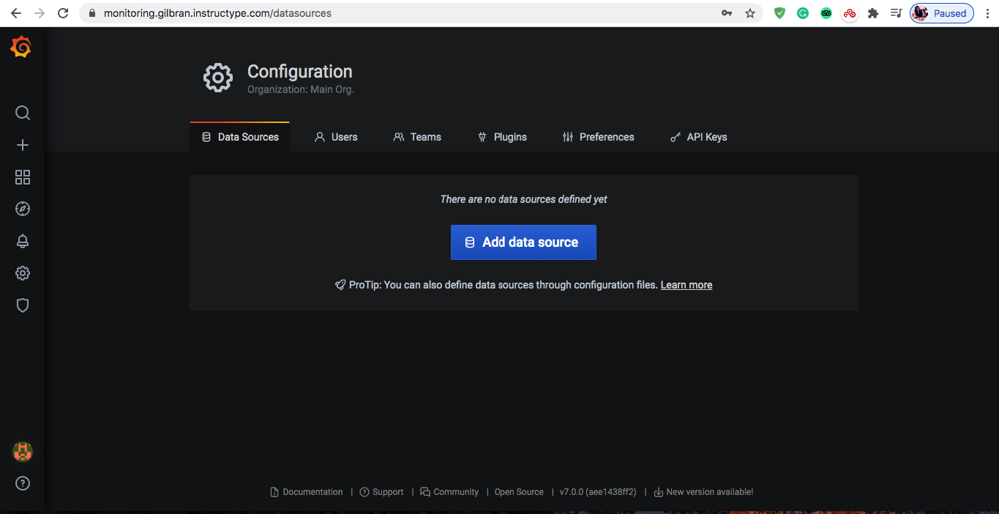 monitoring.gilbran.instructype.com/datasources
Paused
Configuration
Organization: Main Org.
Data Sources
Users
Teams
Plugins
Preferences
API Keys
There are no data sources defined yet
Add data source
ProTip: You can also define data sources through configuration files. Learn more
Documentation | Support | Community | Open Source | v7.0.0 (aee1438ff2) | New version available!